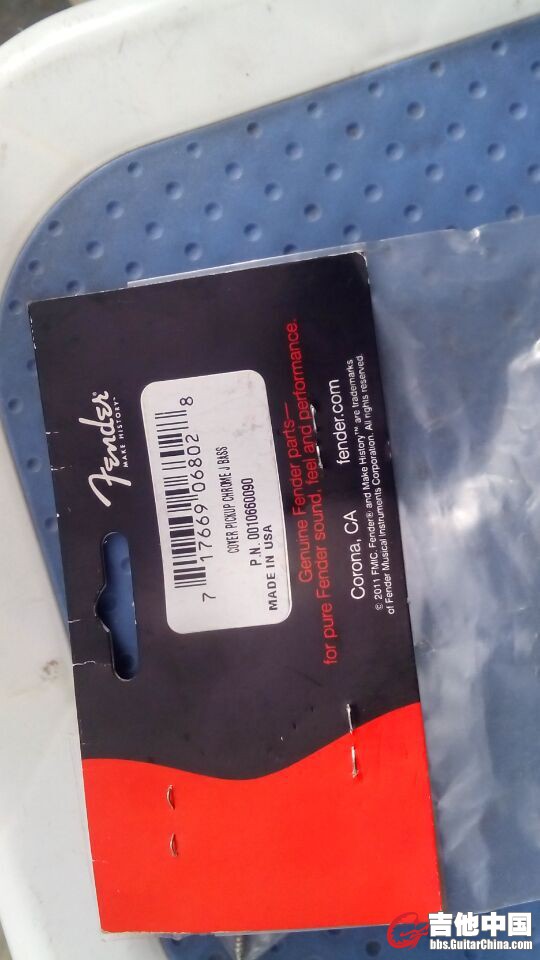 Fender
MAKE HISTORY™
7 17669 06802 8
COVER PICKUP CHROME J BASS
P.N. 0010660090
MADE IN USA
Genuine Fender parts—
for pure Fender sound, feel and performance.
Corona, CA fender.com
© 2011 FMIC. Fender® and Make History™ are trademarks
of Fender Musical Instruments Corporation. All rights reserved.
吉他中国
bbs.GuitarChina.com